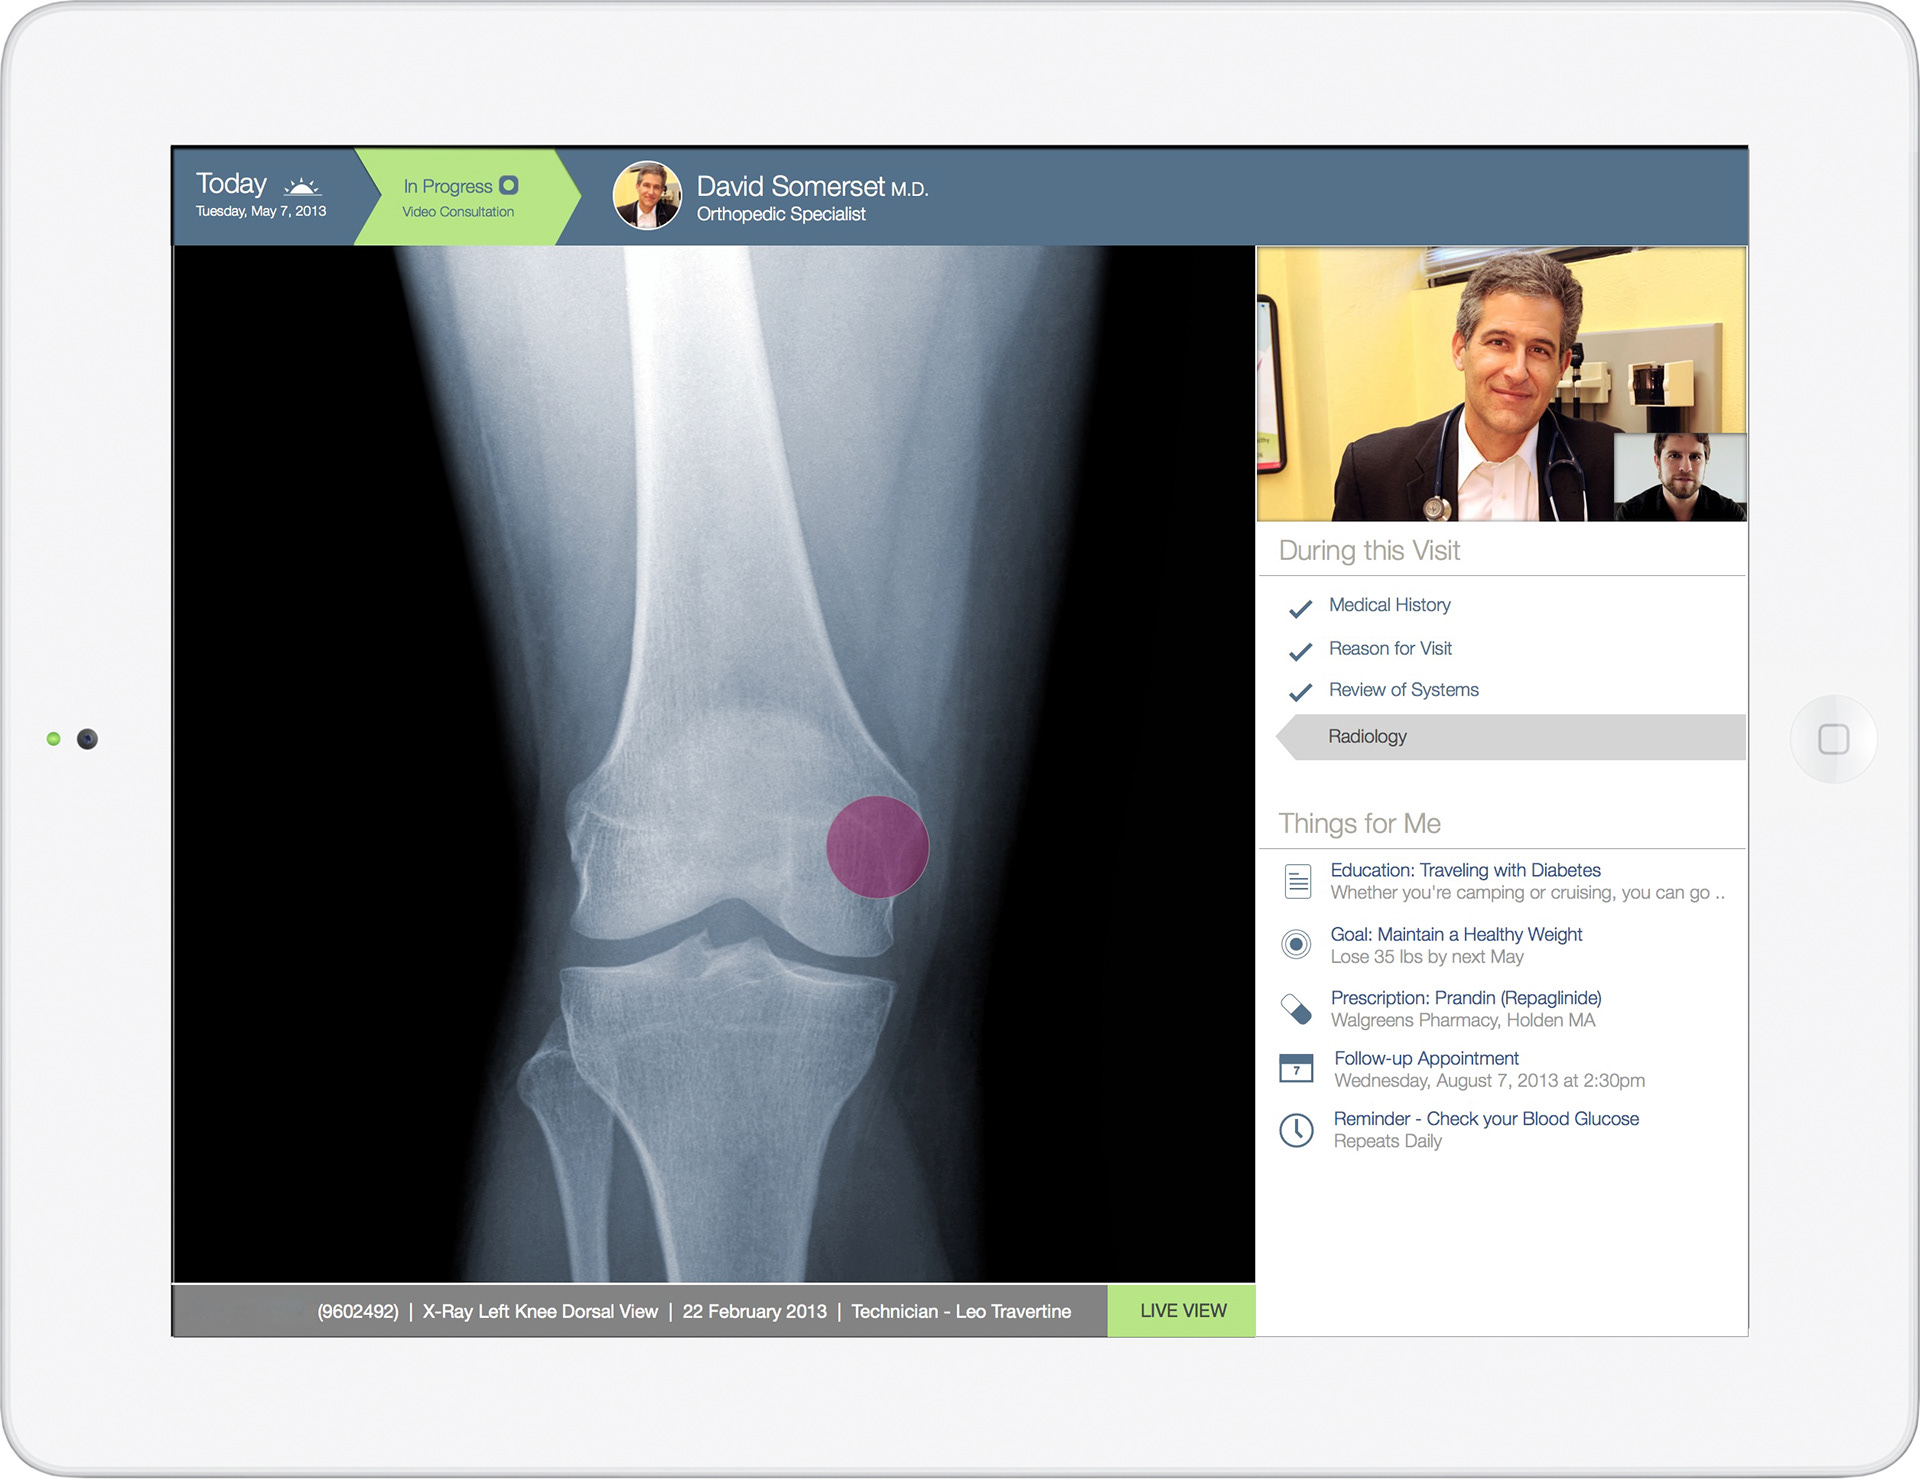 Today
Tuesday, May 7, 2013
In Progress
Video Consultation
David Somerset M.D.
Orthopedic Specialist
During this Visit
Medical History
Reason for Visit
Review of Systems
Radiology
Things for Me
Education: Traveling with Diabetes
Whether you're camping or cruising, you can go ..
Goal: Maintain a Healthy Weight
Lose 35 lbs by next May
Prescription: Prandin (Repaglinide)
Walgreens Pharmacy, Holden MA
7
Follow-up Appointment
Wednesday, August 7, 2013 at 2:30pm
Reminder - Check your Blood Glucose
Repeats Daily
(9602492) | X-Ray Left Knee Dorsal View | 22 February 2013 | Technician - Leo Travertine
LIVE VIEW